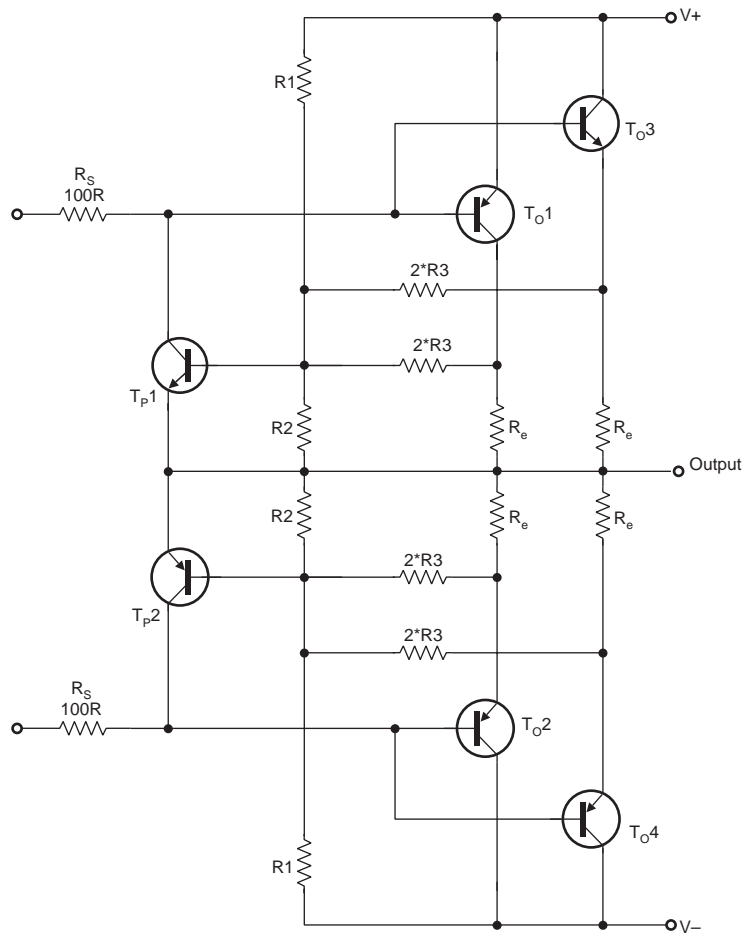 V+
R1
T_O3
R_S
100R
T_O1
2*R3
2*R3
T_P1
R2
R_e
R_e
Output
R2
R_e
R_e
2*R3
T_P2
2*R3
R_S
100R
T_O2
T_O4
R1
V–